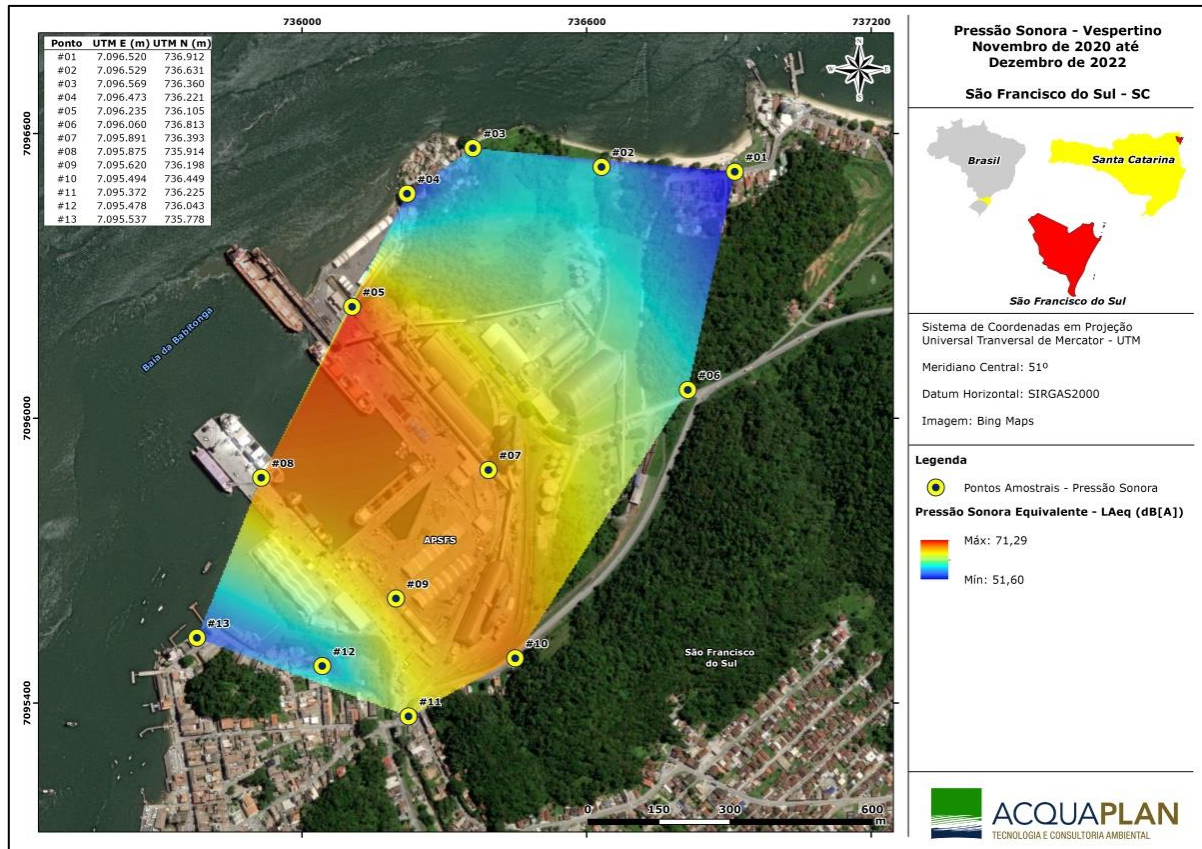 736000 736600 737200
Ponto UTM E (m) UTM N (m)
#01 7.096.520 736.912
#02 7.096.529 736.631
#03 7.096.569 736.360
#04 7.096.473 736.221
#05 7.096.235 736.105
#06 7.096.060 736.813
#07 7.095.891 736.393
#08 7.095.875 735.914
#09 7.095.620 736.198
#10 7.095.494 736.449
#11 7.095.372 736.225
#12 7.095.478 736.043
#13 7.095.537 735.778
N
W E
S
7096600
7096000
7095400
#03
#02
#01
#04
#05
Baia da Babitonga
#06
#07
#08
APSFS
#09
#13
#12
#10
#11
São Francisco
do Sul
0 150 300 600
m
Pressão Sonora - Vespertino
Novembro de 2020 até
Dezembro de 2022
São Francisco do Sul - SC
Brasil
Santa Catarina
São Francisco do Sul
Sistema de Coordenadas em Projeção
Universal Tranversal de Mercator - UTM
Meridiano Central: 51º
Datum Horizontal: SIRGAS2000
Imagem: Bing Maps
Legenda
Pontos Amostrais - Pressão Sonora
Pressão Sonora Equivalente - LAeq (dB[A])
Máx: 71,29
Mín: 51,60
ACQUAPLAN
TECNOLOGIA E CONSULTORIA AMBIENTAL